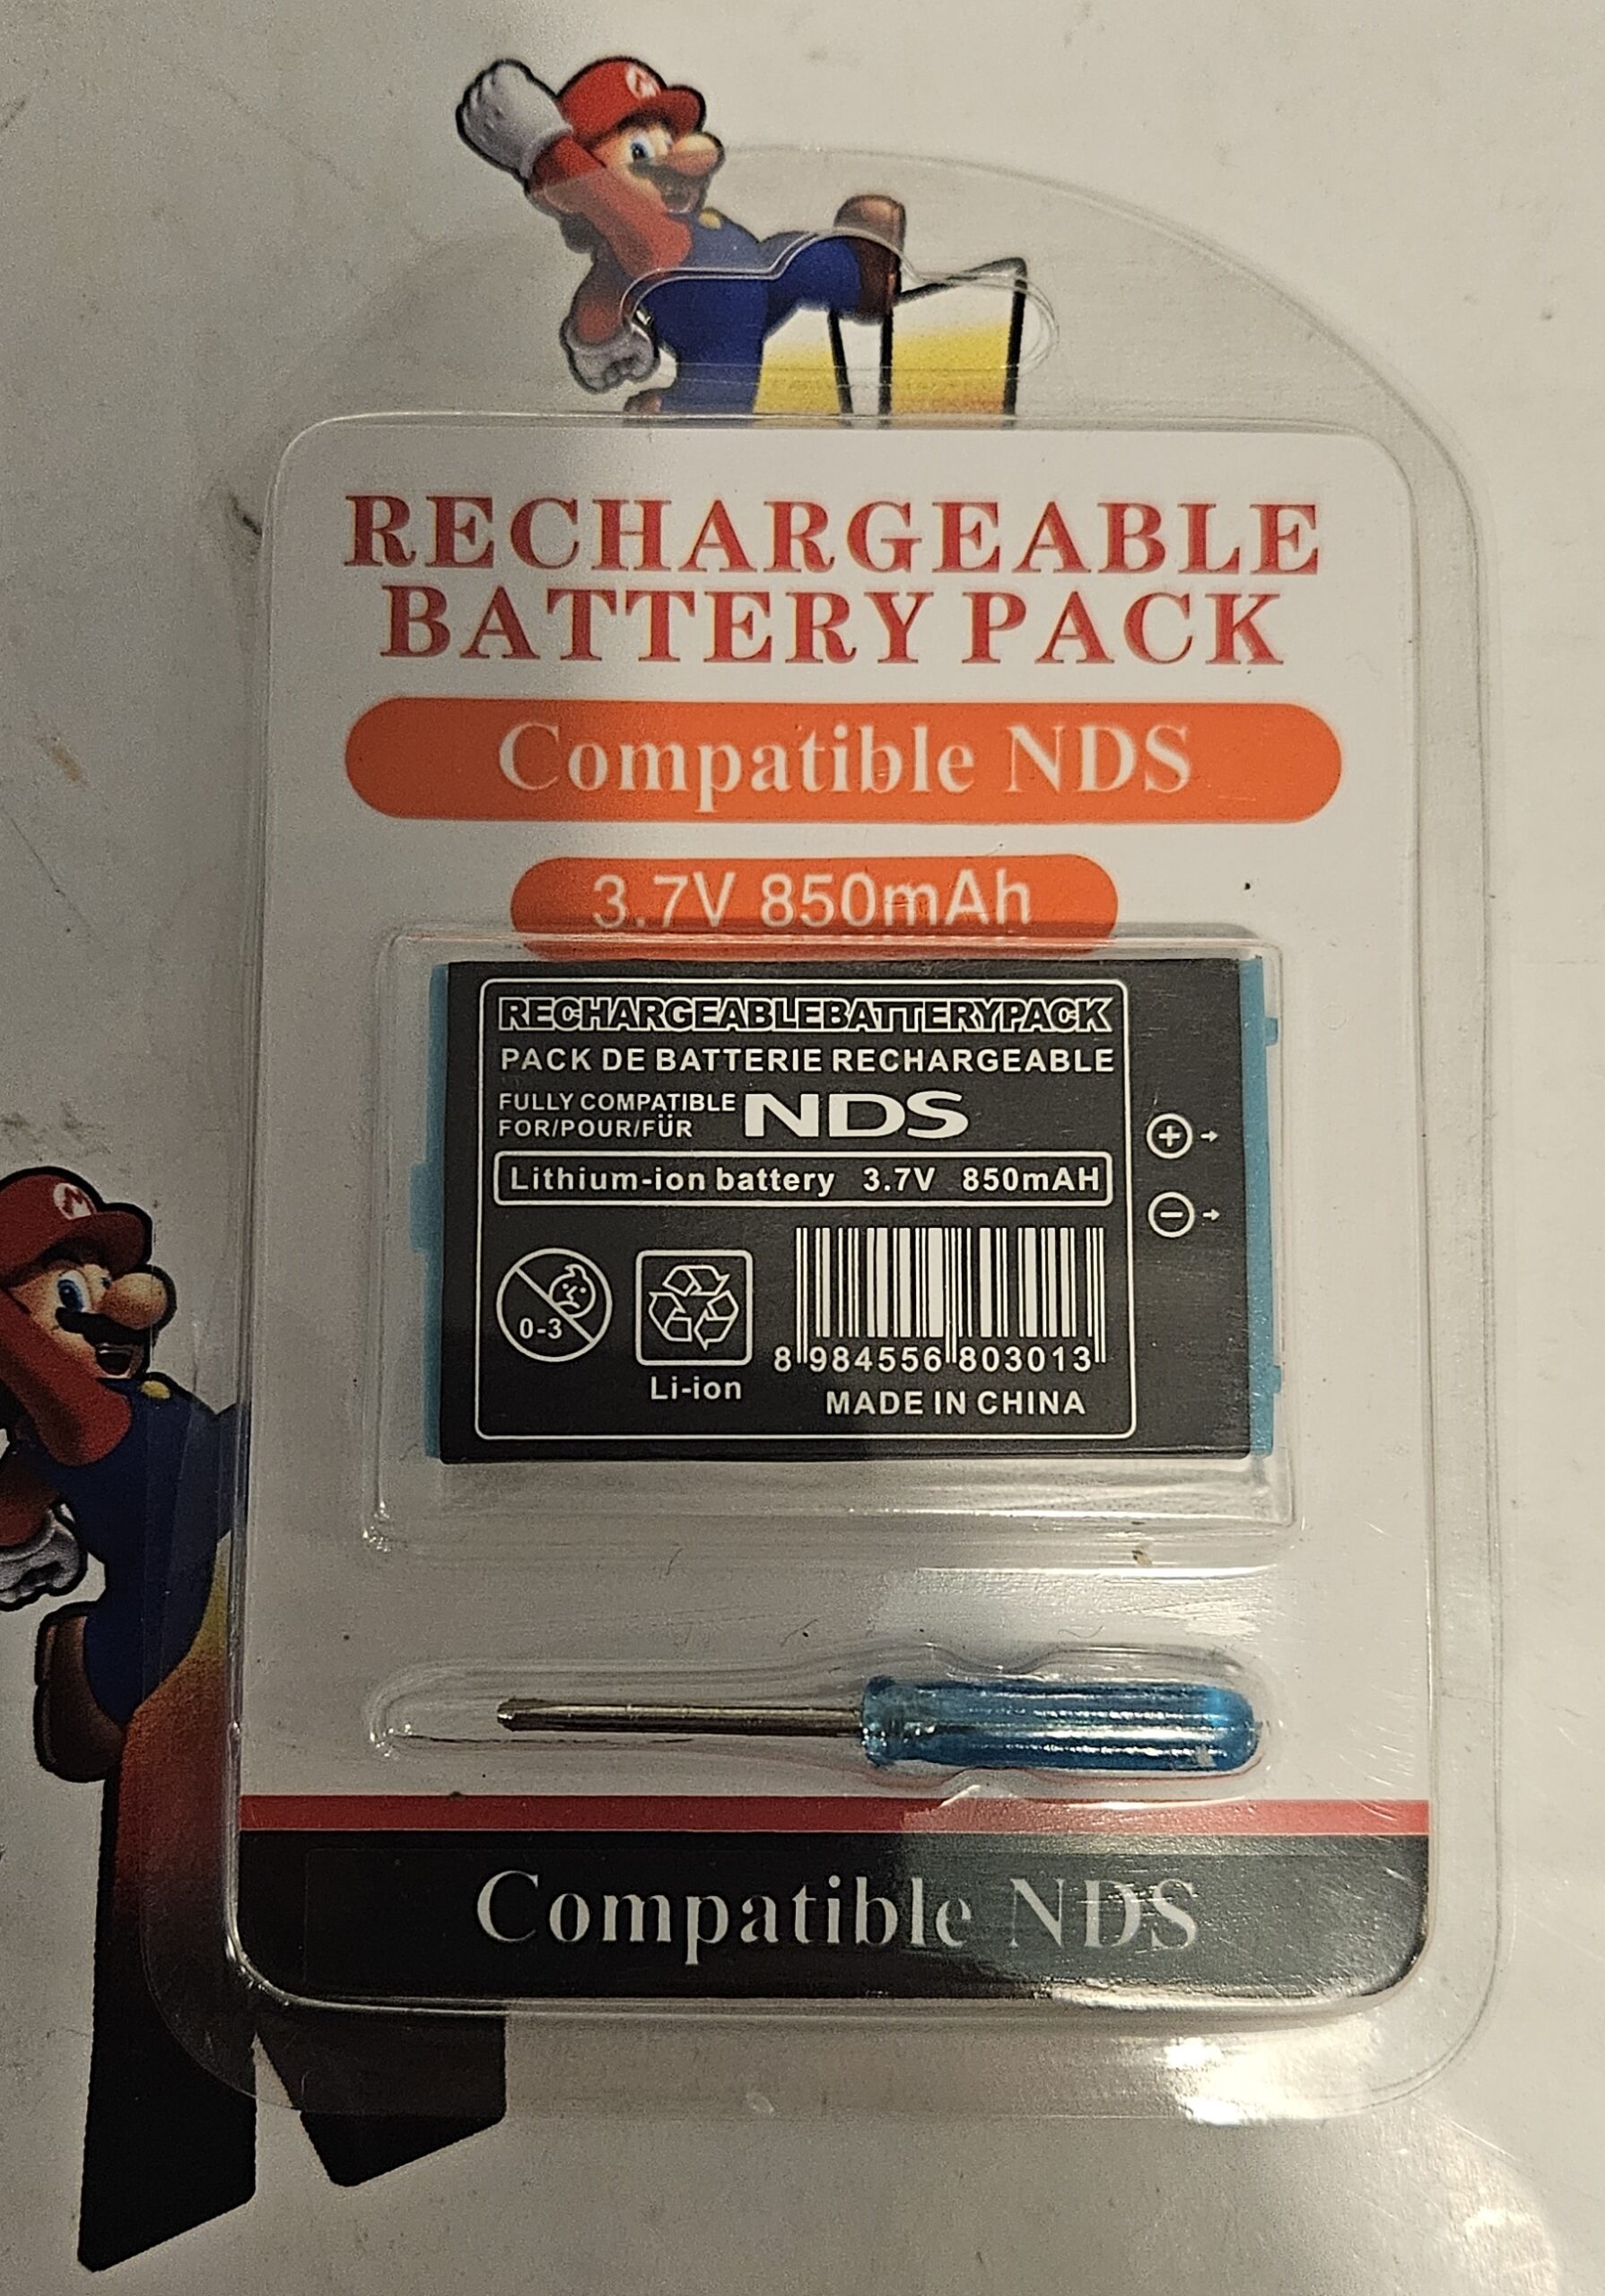 RECHARGEABLE
BATTERY PACK
Compatible NDS
3.7V 850mAh
RECHARGEABLEBATTERYPACK
PACK DE BATTERIE RECHARGEABLE
FULLY COMPATIBLE
FOR/POUR/FÜR NDS
Lithium-ion battery 3.7V 850mAH
0-3
Li-ion
8 984556 803013
MADE IN CHINA
Compatible NDS